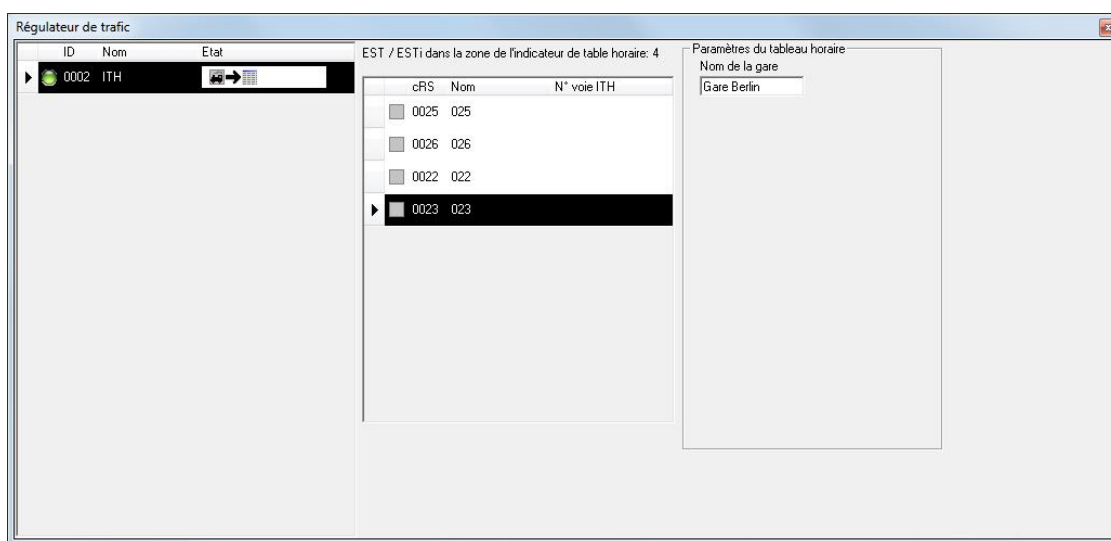 Régulateur de trafic
ID Nom Etat
0002 ITH
EST / ESTi dans la zone de l'indicateur de table horaire: 4
cRS Nom N° voie ITH
0025 025
0026 026
0022 022
0023 023
Paramètres du tableau horaire
Nom de la gare
Gare Berlin